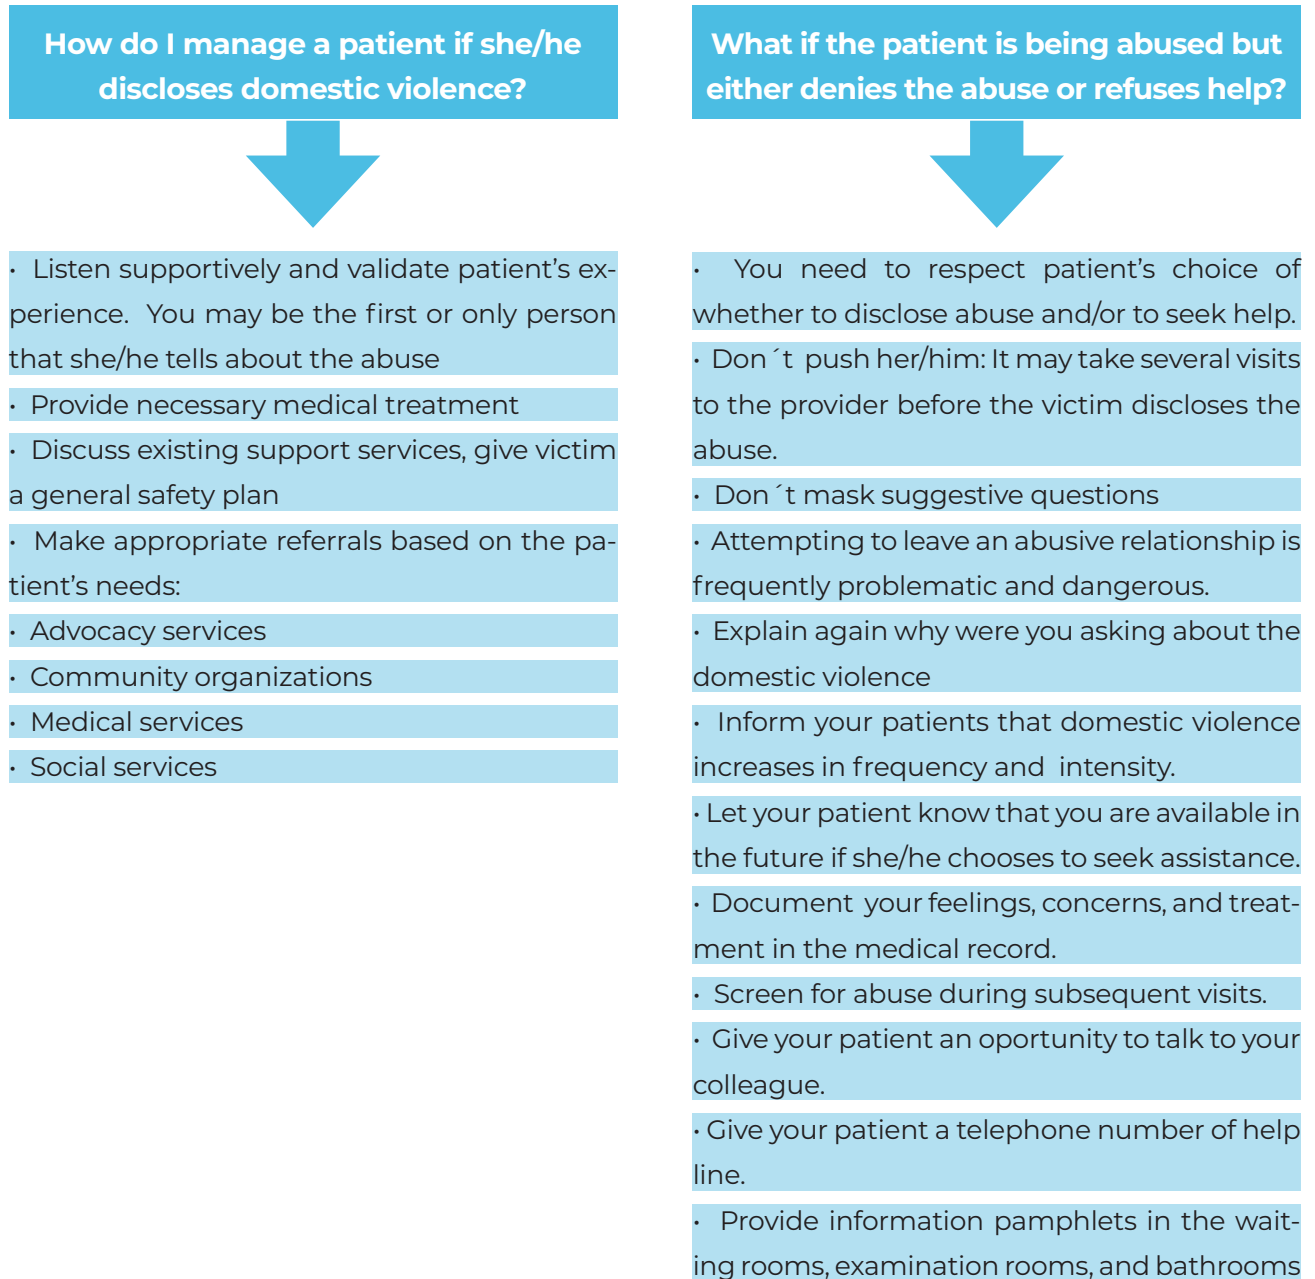 How do I manage a patient if she/he
discloses domestic violence?
• Listen supportively and validate patient’s ex-
perience. You may be the first or only person
that she/he tells about the abuse
• Provide necessary medical treatment
• Discuss existing support services, give victim
a general safety plan
• Make appropriate referrals based on the pa-
tient’s needs:
• Advocacy services
• Community organizations
• Medical services
• Social services
What if the patient is being abused but
either denies the abuse or refuses help?
• You need to respect patient’s choice of
whether to disclose abuse and/or to seek help.
• Don´t push her/him: It may take several visits
to the provider before the victim discloses the
abuse.
• Don´t mask suggestive questions
• Attempting to leave an abusive relationship is
frequently problematic and dangerous.
• Explain again why were you asking about the
domestic violence
• Inform your patients that domestic violence
increases in frequency and intensity.
• Let your patient know that you are available in
the future if she/he chooses to seek assistance.
• Document your feelings, concerns, and treat-
ment in the medical record.
• Screen for abuse during subsequent visits.
• Give your patient an oportunity to talk to your
colleague.
• Give your patient a telephone number of help
line.
• Provide information pamphlets in the wait-
ing rooms, examination rooms, and bathrooms